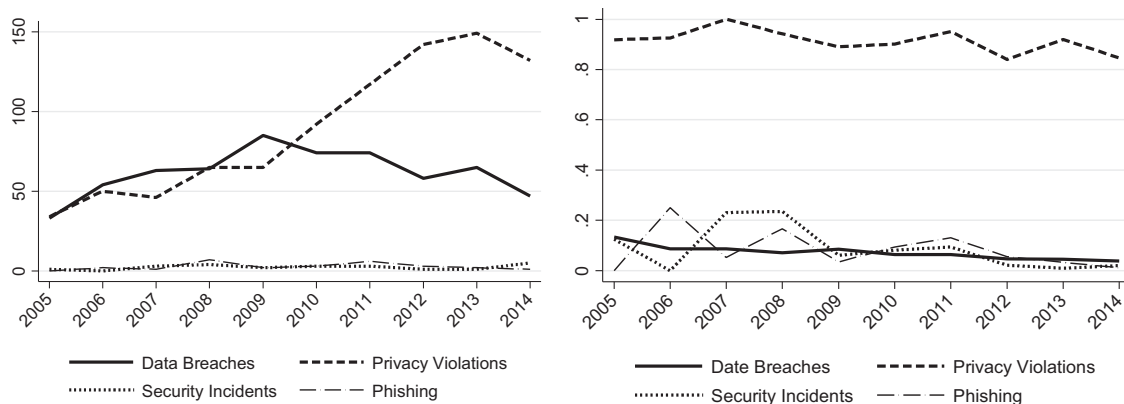 150
100
50
0
2005 2006 2007 2008 2009 2010 2011 2012 2013 2014
Data Breaches Privacy Violations
Security Incidents Phishing
1
.8
.6
.4
.2
0
2005 2006 2007 2008 2009 2010 2011 2012 2013 2014
Date Breaches Privacy Violations
Security Incidents Phishing